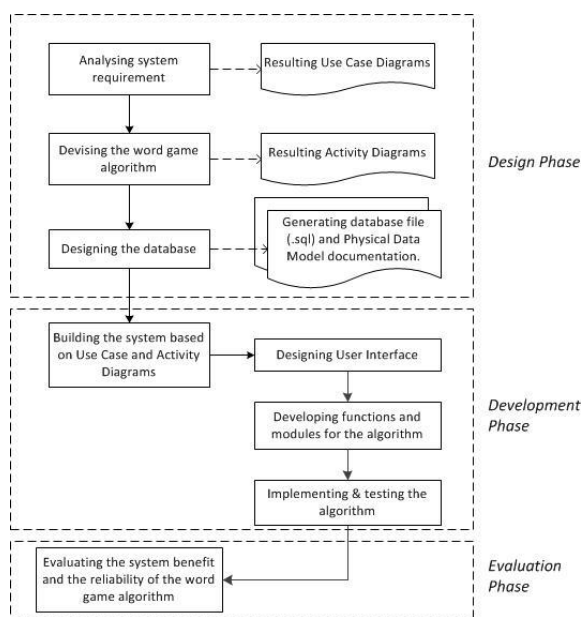 Analysing system
requirement
Resulting Use Case Diagrams
Devising the word game
algorithm
Resulting Activity Diagrams
Design Phase
Designing the database
Generating database file
(.sql) and Physical Data
Model documentation.
Building the system based
on Use Case and Activity
Diagrams
Designing User Interface
Developing functions and
modules for the algorithm
Development
Phase
Implementing & testing the
algorithm
Evaluating the system benefit
and the reliability of the word
game algorithm
Evaluation
Phase